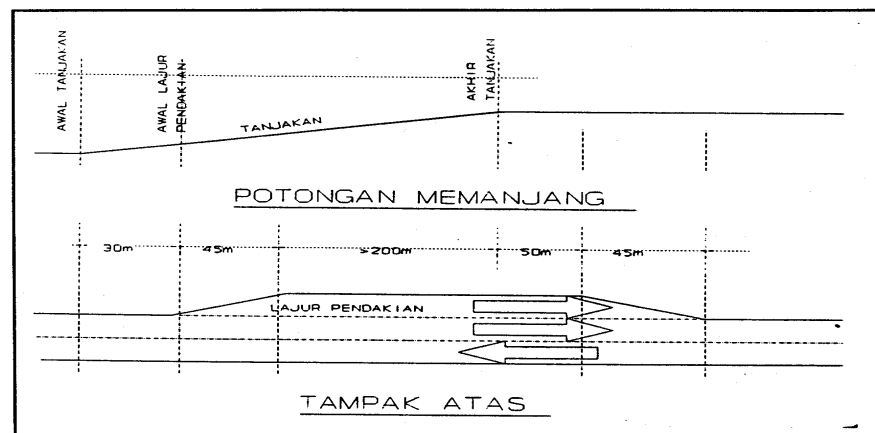 AWAL TANJAKAN
AWAL LAJUR
PENDAKIAN
AKHIR
TANJAKAN
TANJAKAN
POTONGAN MEMANJANG
30m 45m >200m 50m 45m
LAJUR PENDAKIAN
TAMPAK ATAS